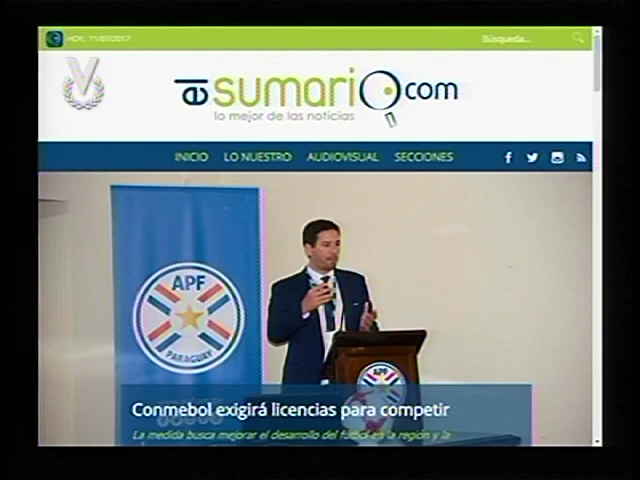 HOY, 11/07/2017
Búsqueda...
V
elsumario.com
lo mejor de las noticias
INICIO LO NUESTRO AUDIOVISUAL SECCIONES
APF
PARAGUAY
APF
Conmebol exigirá licencias para competir
La medida busca mejorar el desarrollo del fútbol en la región y la